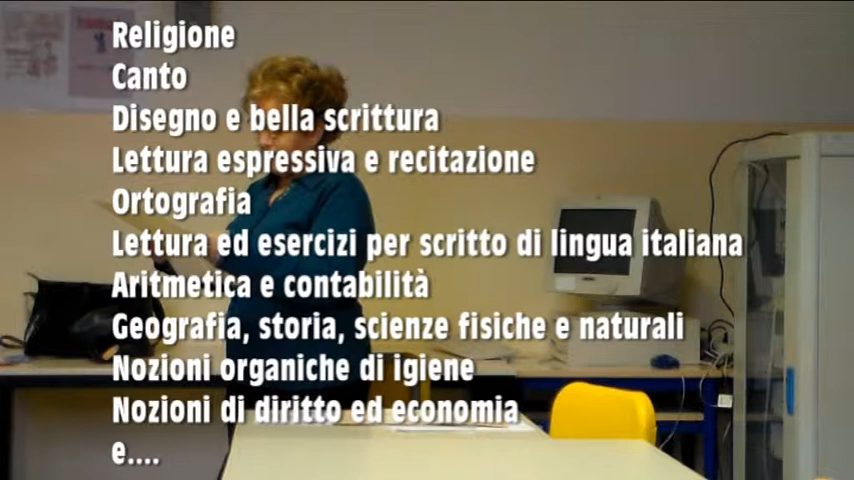 Religione
Canto
Disegno e bella scrittura
Lettura espressiva e recitazione
Ortografia
Lettura ed esercizi per scritto di lingua italiana
Aritmetica e contabilità
Geografia, storia, scienze fisiche e naturali
Nozioni organiche di igiene
Nozioni di diritto ed economia
e....